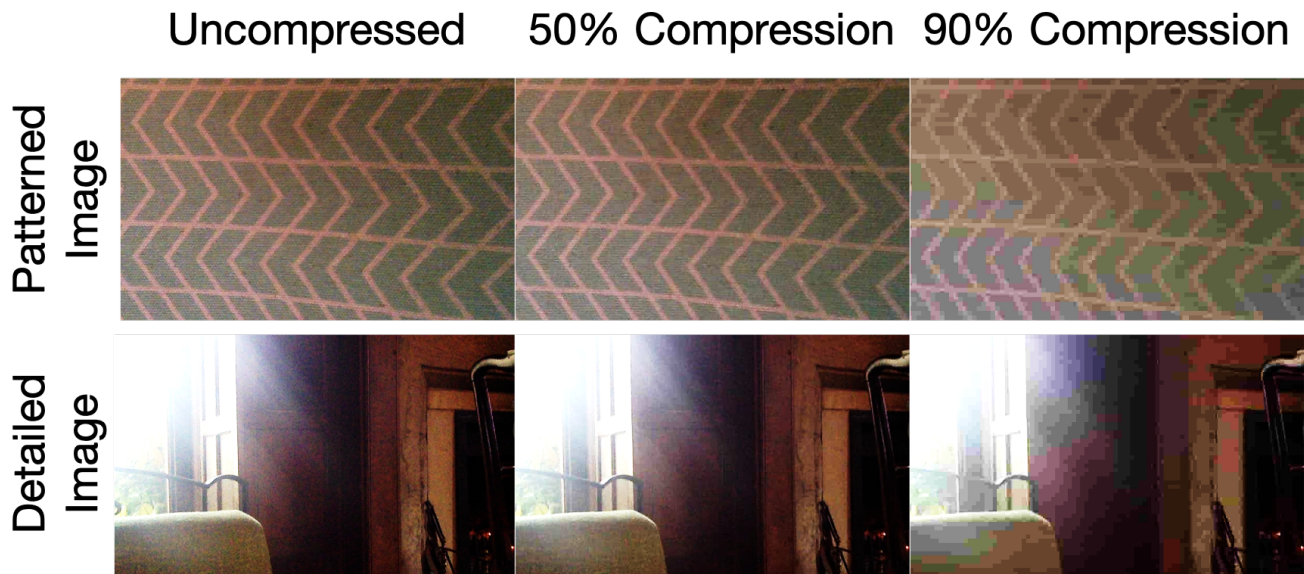 Uncompressed
50% Compression
90% Compression
Patterned
Image
Detailed
Image